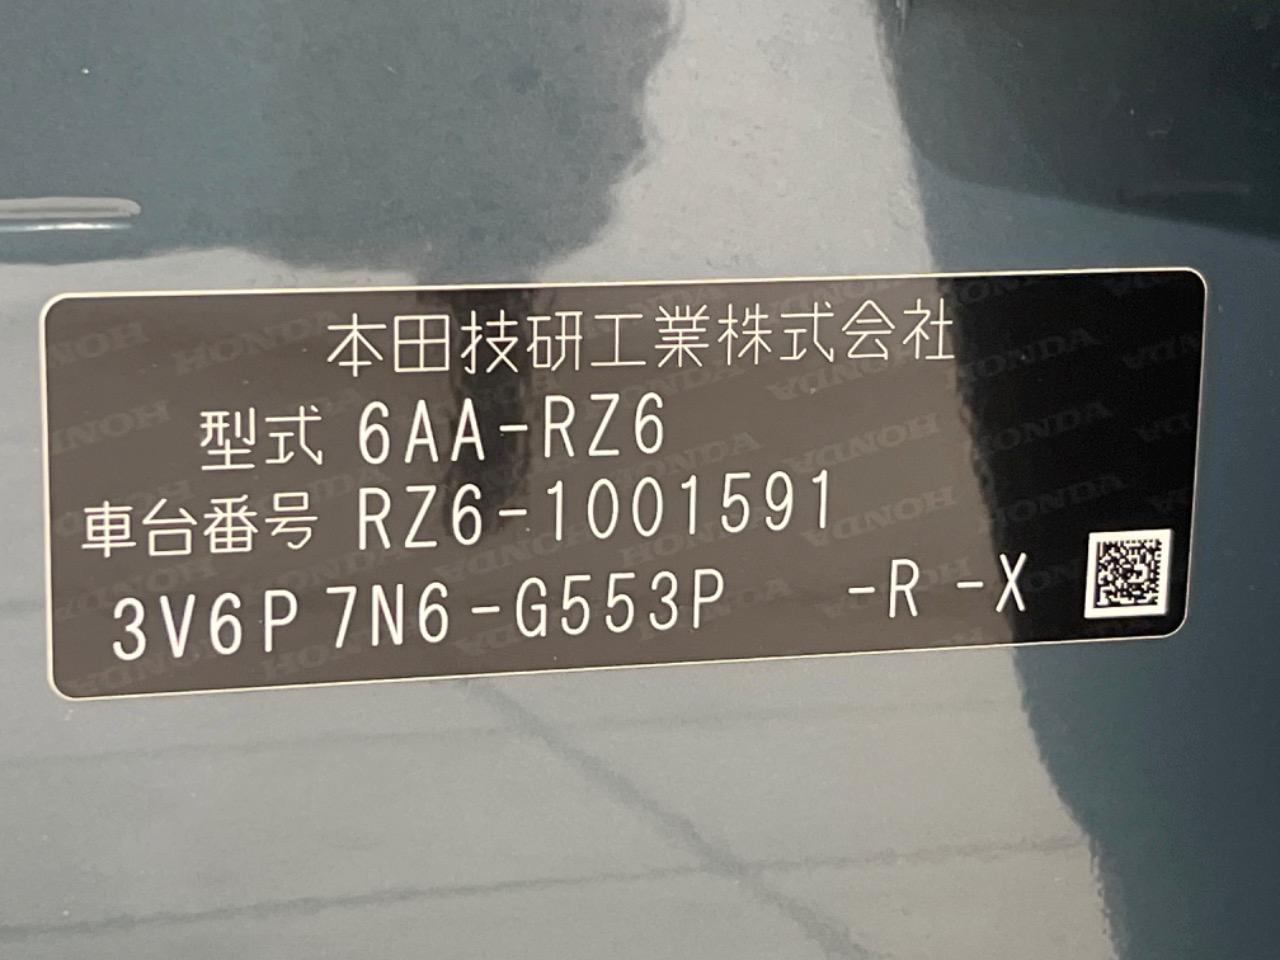 本田技研工業株式会社
型式 6AA-RZ6
車台番号 RZ6-1001591
3V6P 7N6-G553P -R -X